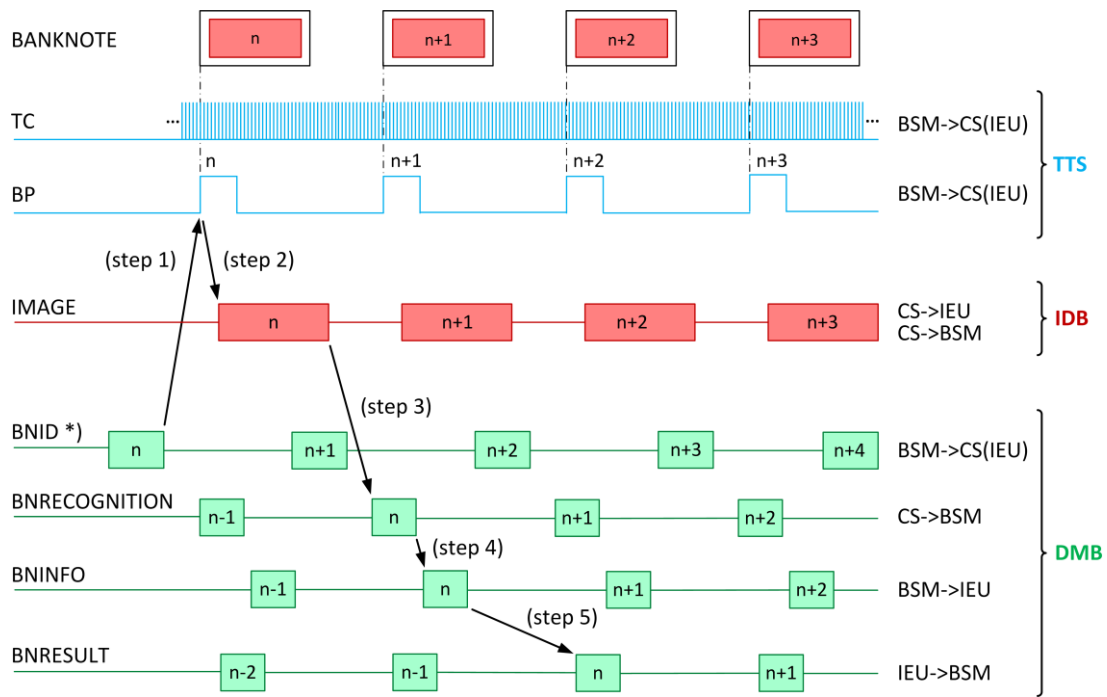 BANKNOTE
n
n+1
n+2
n+3
TC
...
...
BSM->CS(IEU)
n
n+1
n+2
n+3
TTS
BP
BSM->CS(IEU)
(step 1)
(step 2)
IMAGE
n
n+1
n+2
n+3
CS->IEU
CS->BSM
IDB
(step 3)
BNID *)
n
n+1
n+2
n+3
n+4
BSM->CS(IEU)
BNRECOGNITION
n-1
n
n+1
n+2
CS->BSM
(step 4)
DMB
BNINFO
n-1
n
n+1
n+2
BSM->IEU
(step 5)
BNRESULT
n-2
n-1
n
n+1
IEU->BSM